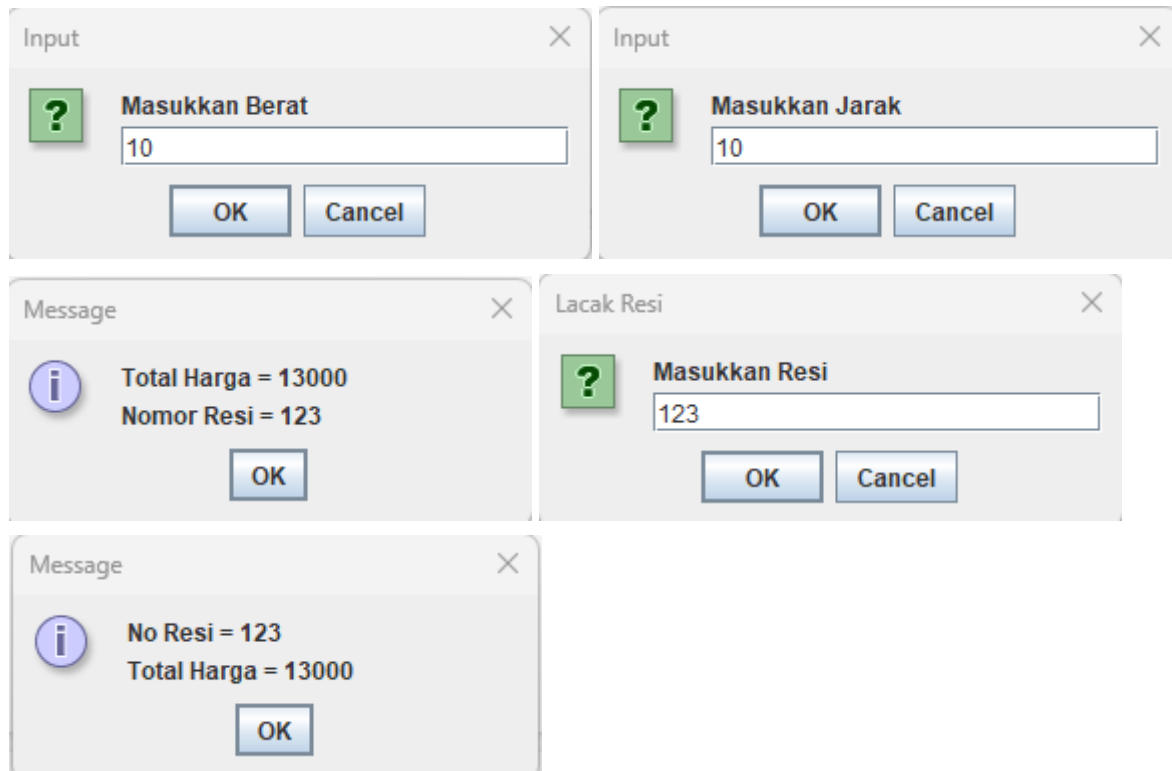 Input
Masukkan Berat
10
OK Cancel
Input
Masukkan Jarak
10
OK Cancel
Message
Total Harga = 13000
Nomor Resi = 123
OK
Lacak Resi
Masukkan Resi
123
OK Cancel
Message
No Resi = 123
Total Harga = 13000
OK